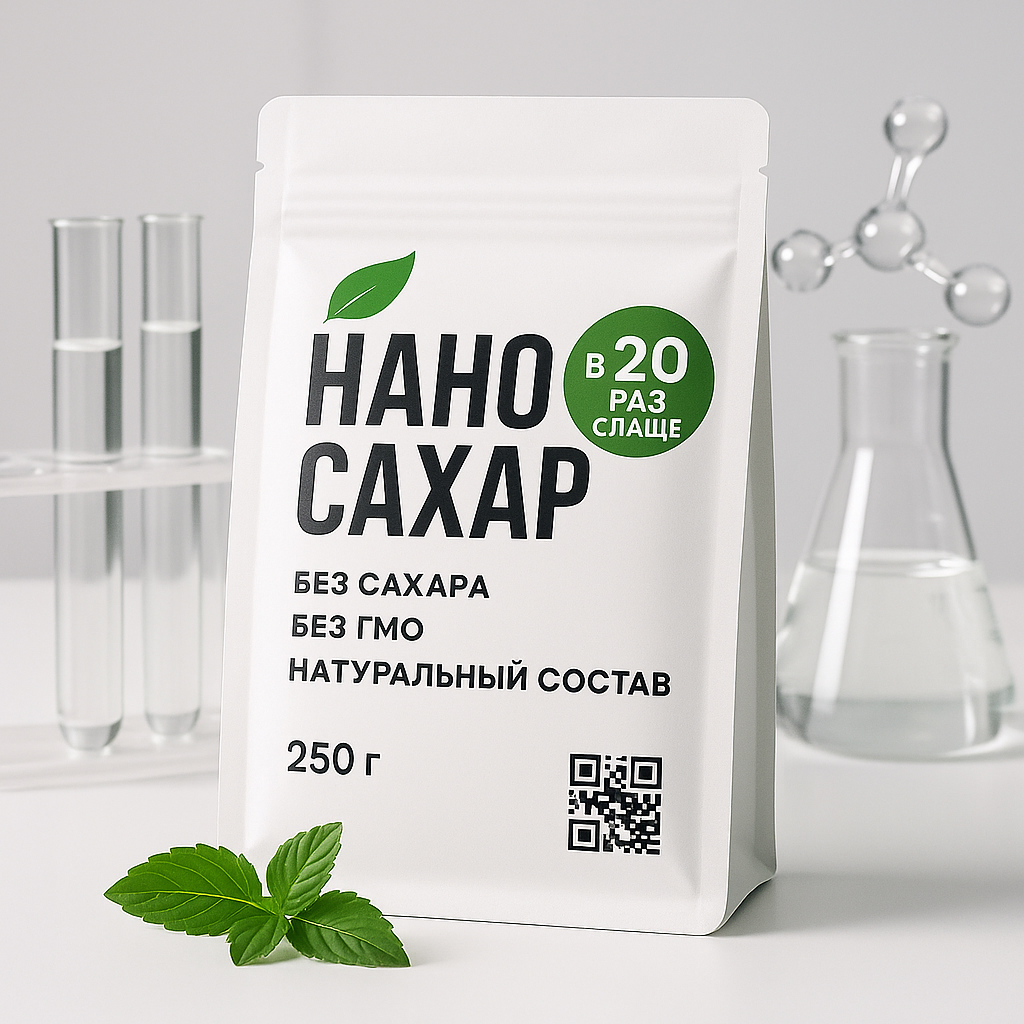 НАНО
САХАР
В 20
РАЗ
СЛАЩЕ
БЕЗ САХАРА
БЕЗ ГМО
НАТУРАЛЬНЫЙ СОСТАВ
250 г